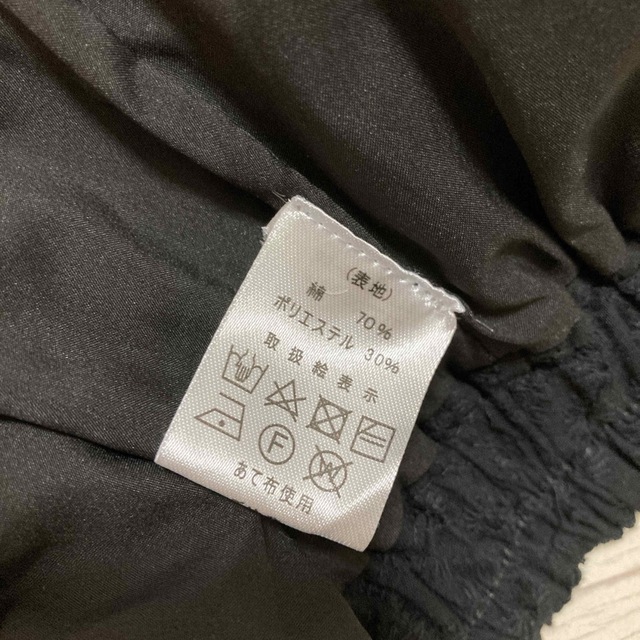 (表地)
綿 70%
ポリエステル 30%
取扱絵表示
F
W
あて布使用